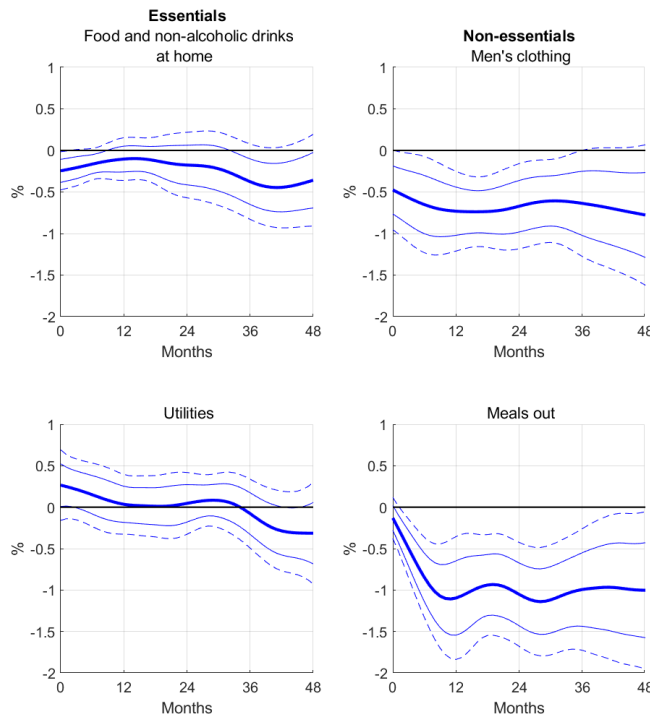 Essentials
Food and non-alcoholic drinks
at home
1
0.5
0
-0.5
-1
-1.5
-2
%
0 12 24 36 48
Months
Non-essentials
Men's clothing
1
0.5
0
-0.5
-1
-1.5
-2
%
0 12 24 36 48
Months
Utilities
1
0.5
0
-0.5
-1
-1.5
-2
%
0 12 24 36 48
Months
Meals out
1
0.5
0
-0.5
-1
-1.5
-2
%
0 12 24 36 48
Months